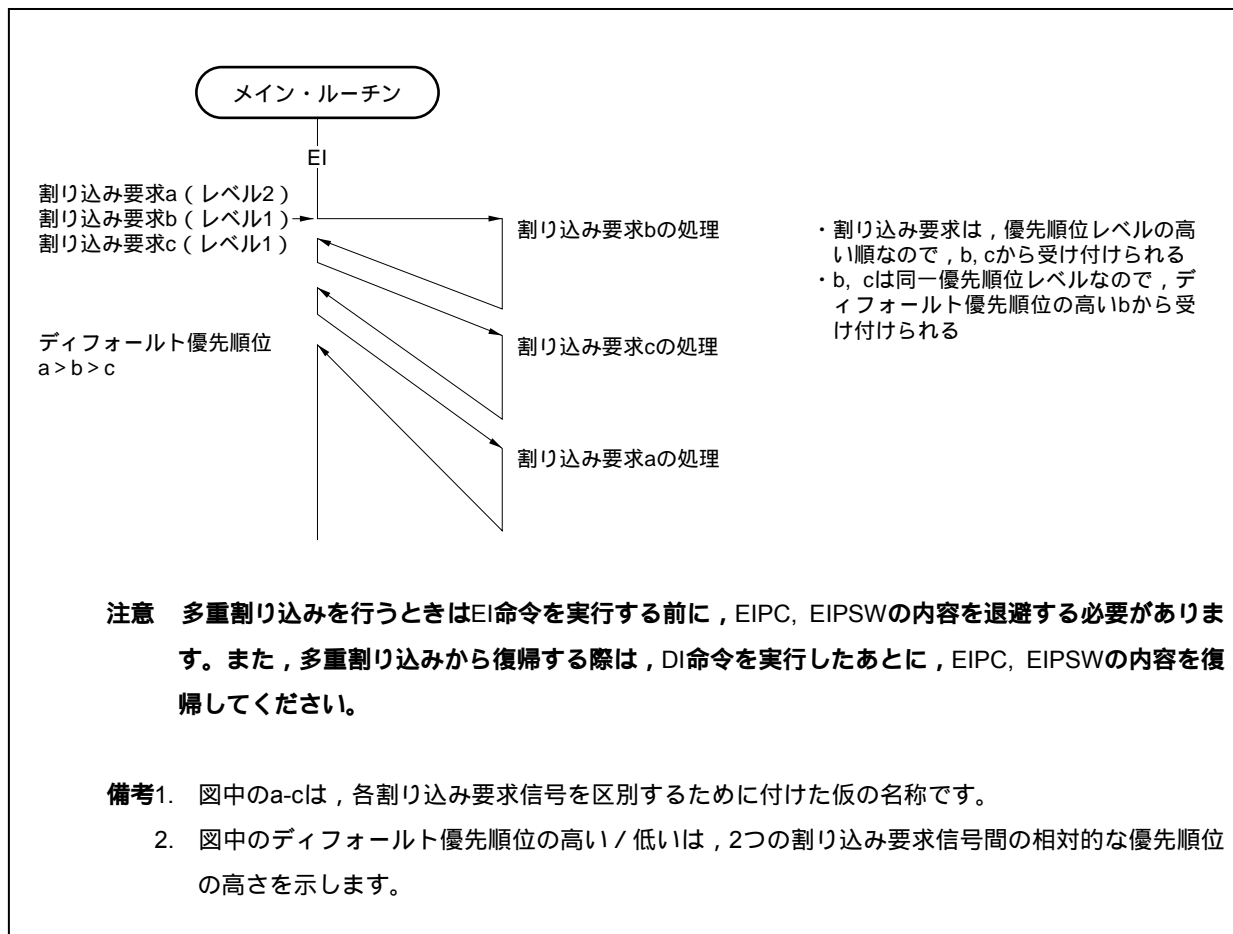 メイン・ルーチン
EI
割り込み要求a（レベル2）
割り込み要求b（レベル1）
割り込み要求c（レベル1）
ディフォールト優先順位
a>b>c
割り込み要求bの処理
割り込み要求cの処理
割り込み要求aの処理
・割り込み要求は，優先順位レベルの高
い順なので，b, cから受け付けられる
・b, cは同一優先順位レベルなので，デ
ィフォールト優先順位の高いbから受
け付けられる
注意 多重割り込みを行うときはEI命令を実行する前に，EIPC, EIPSWの内容を退避する必要がありま
す。また，多重割り込みから復帰する際は，DI命令を実行したあとに，EIPC, EIPSWの内容を復
帰してください。
備考1. 図中のa-cは，各割り込み要求信号を区別するために付けた仮の名称です。
2. 図中のディフォールト優先順位の高い／低いは，2つの割り込み要求信号間の相対的な優先順位
の高さを示します。